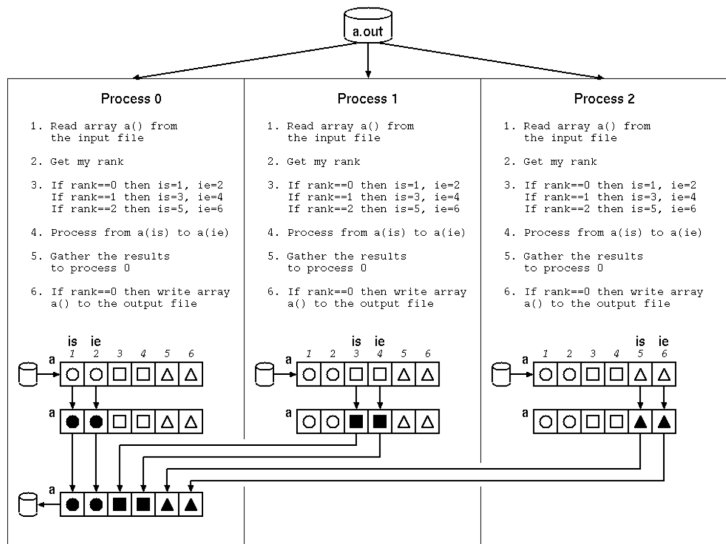 a.out
Process 0
1. Read array a() from
the input file
2. Get my rank
3. If rank==0 then is=1, ie=2
If rank==1 then is=3, ie=4
If rank==2 then is=5, ie=6
4. Process from a(is) to a(ie)
5. Gather the results
to process 0
6. If rank==0 then write array
a() to the output file
is ie
1 2 3 4 5 6
a
a
a
Process 1
1. Read array a() from
the input file
2. Get my rank
3. If rank==0 then is=1, ie=2
If rank==1 then is=3, ie=4
If rank==2 then is=5, ie=6
4. Process from a(is) to a(ie)
5. Gather the results
to process 0
6. If rank==0 then write array
a() to the output file
is ie
1 2 3 4 5 6
a
a
Process 2
1. Read array a() from
the input file
2. Get my rank
3. If rank==0 then is=1, ie=2
If rank==1 then is=3, ie=4
If rank==2 then is=5, ie=6
4. Process from a(is) to a(ie)
5. Gather the results
to process 0
6. If rank==0 then write array
a() to the output file
is ie
1 2 3 4 5 6
a
a